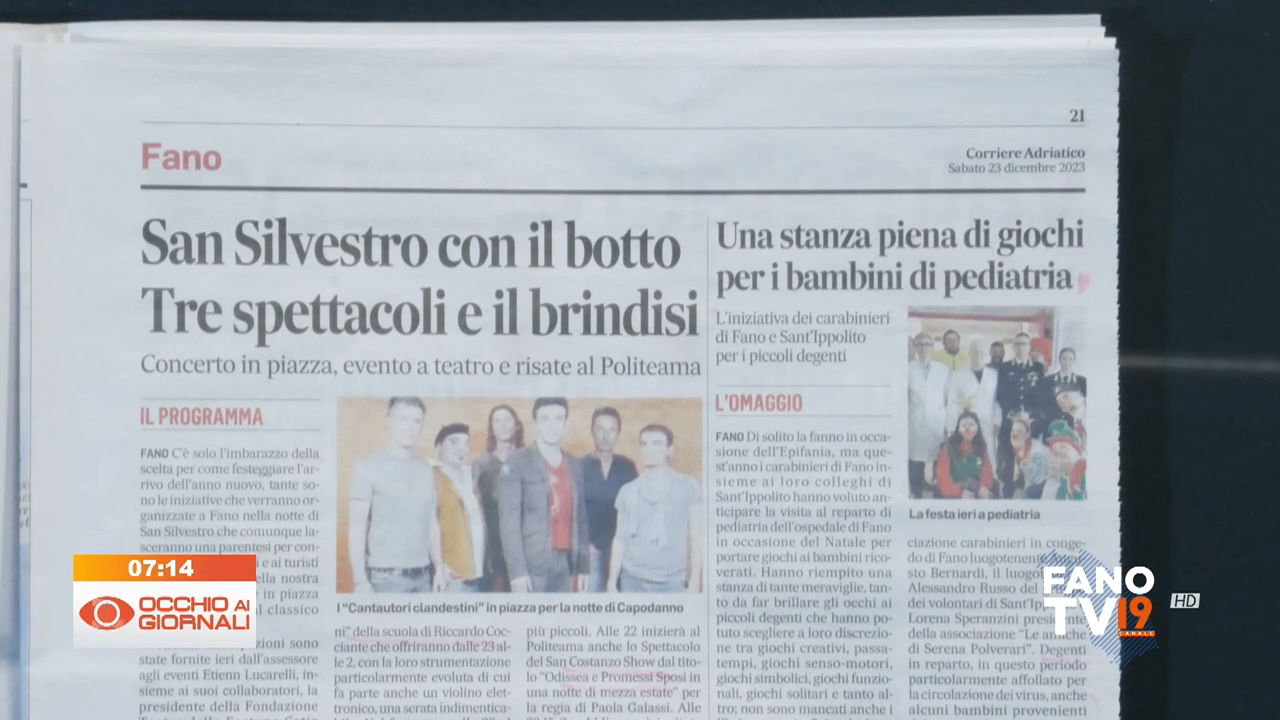 21
Fano
Corriere Adriatico
Sabato 23 dicembre 2023
San Silvestro con il botto
Tre spettacoli e il brindisi
Concerto in piazza, evento a teatro e risate al Politeama
IL PROGRAMMA
FANO C'è solo l'imbarazzo della
scelta per come festeggiare l'ar-
rivo dell'anno nuovo, tante so-
no le iniziative che verranno or-
ganizzate a Fano nella notte di
San Silvestro che comunque la-
sceranno una parentesi per con-
e ai turisti
ella nostra
in piazza
l classico
zioni sono
state fornite ieri dall'assessore
agli eventi Etienn Lucarelli, in-
sieme ai suoi collaboratori, la
presidente della Fondazione
I "Cantautori clandestini" in piazza per la notte di Capodanno
ni" della scuola di Riccardo Coc-
ciante che offriranno dalle 23 al-
le 2, con la loro strumentazione
particolarmente evoluta di cui
fa parte anche un violino elet-
tronico, una serata indimentica-
più piccoli. Alle 22 inizierà al
Politeama anche lo Spettacolo
del San Costanzo Show dal tito-
lo "Odissea e Promessi Sposi in
una notte di mezza estate" per
la regia di Paola Galassi. Alle
Una stanza piena di giochi
per i bambini di pediatria
L'iniziativa dei carabinieri
di Fano e Sant'Ippolito
per i piccoli degenti
L'OMAGGIO
FANO Di solito la fanno in occa-
sione dell'Epifania, ma que-
st'anno i carabinieri di Fano in-
sieme ai loro colleghi di
Sant'Ippolito hanno voluto an-
ticipare la visita al reparto di
pediatria dell'ospedale di Fano
in occasione del Natale per
portare giochi ai bambini rico-
verati. Hanno riempito una
stanza di tante meraviglie, tan-
to da far brillare gli occhi ai
piccoli degenti che hanno po-
tuto scegliere a loro discrezio-
ne tra giochi creativi, passa-
tempi, giochi senso-motori,
giochi simbolici, giochi funzio-
nali, giochi solitari e tanto al-
tro; non sono mancati anche i
La festa ieri a pediatria
ciazione carabinieri in conge-
do di Fano luogotenente
sto Bernardi, il luogo
Alessandro Russo del
dei volontari di Sant'Ip
Lorena Speranzini presi
della associazione "Le
di Serena Polverari". Degenti
in reparto, in questo periodo
particolarmente affollato per
la circolazione dei virus, anche
alcuni bambini provenienti
07:14
OCCHIO AI
GIORNALI
FANO
TV 19
CANALE
HD